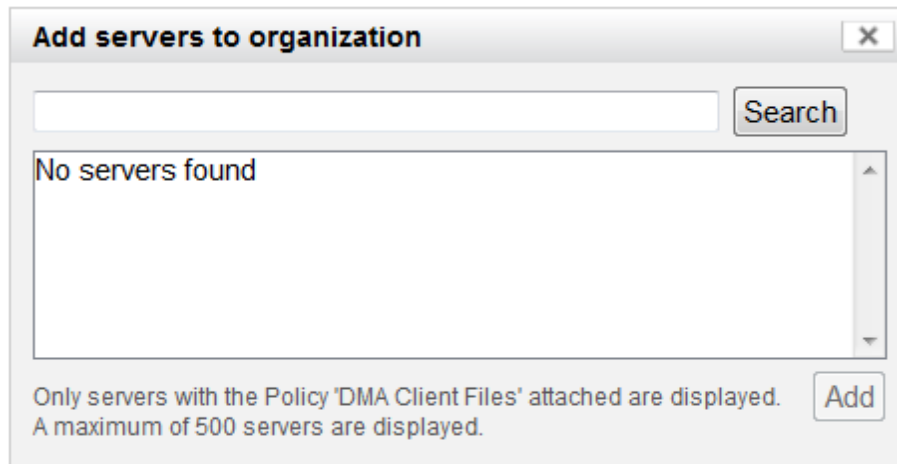 Add servers to organization
Search
No servers found
Only servers with the Policy 'DMA Client Files' attached are displayed.
Add
A maximum of 500 servers are displayed.